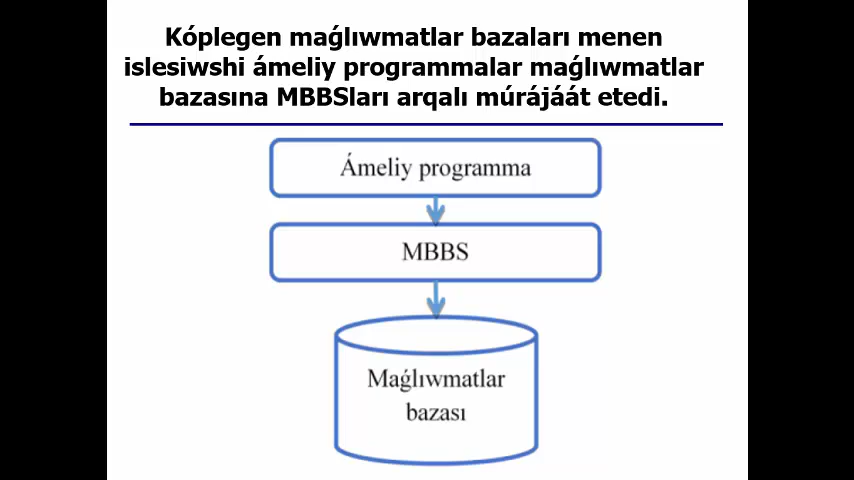 Kóplegen maǵlıwmatlar bazaları menen
islesiwshi ámeliy programmalar maǵlıwmatlar
bazasına MBBSları arqalı múrájáát etedi.
Ámeliy programma
MBBS
Maǵlıwmatlar
bazası